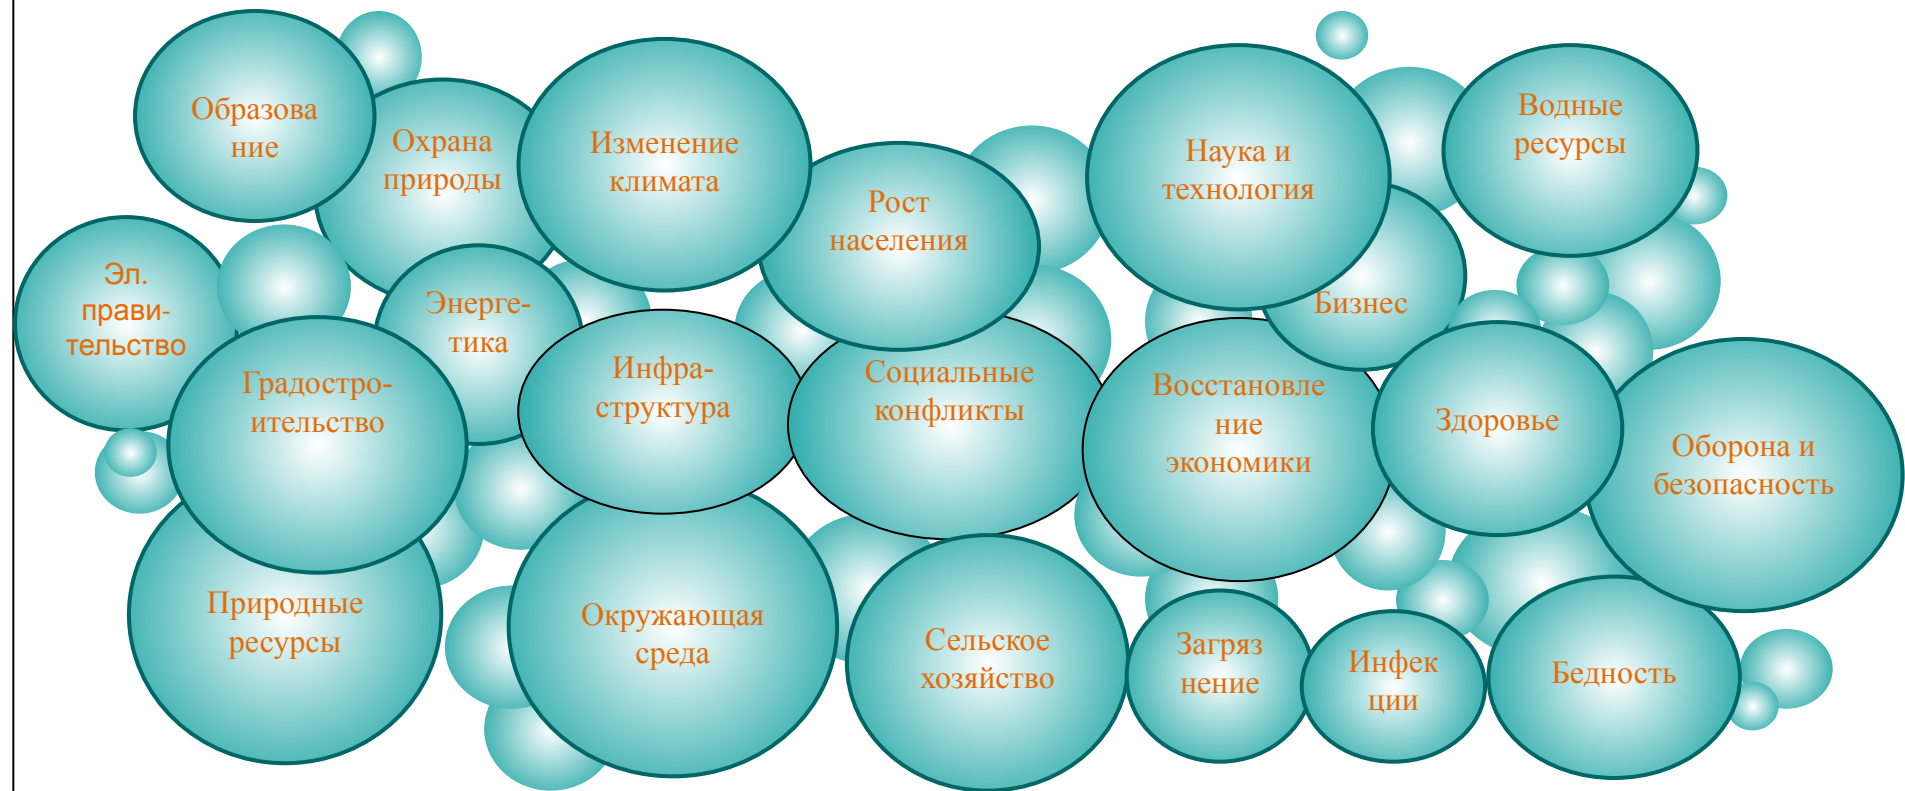 Образова
ние
Охрана
природы
Изменение
климата
Рост
населения
Наука и
технология
Водные
ресурсы
Эл.
прави-
тельство
Энерге-
тика
Бизнес
Градостро-
ительство
Инфра-
структура
Социальные
конфликты
Восстановле
ние
экономики
Здоровье
Оборона и
безопасность
Природные
ресурсы
Окружающая
среда
Сельское
хозяйство
Загряз
нение
Инфек
ции
Бедность